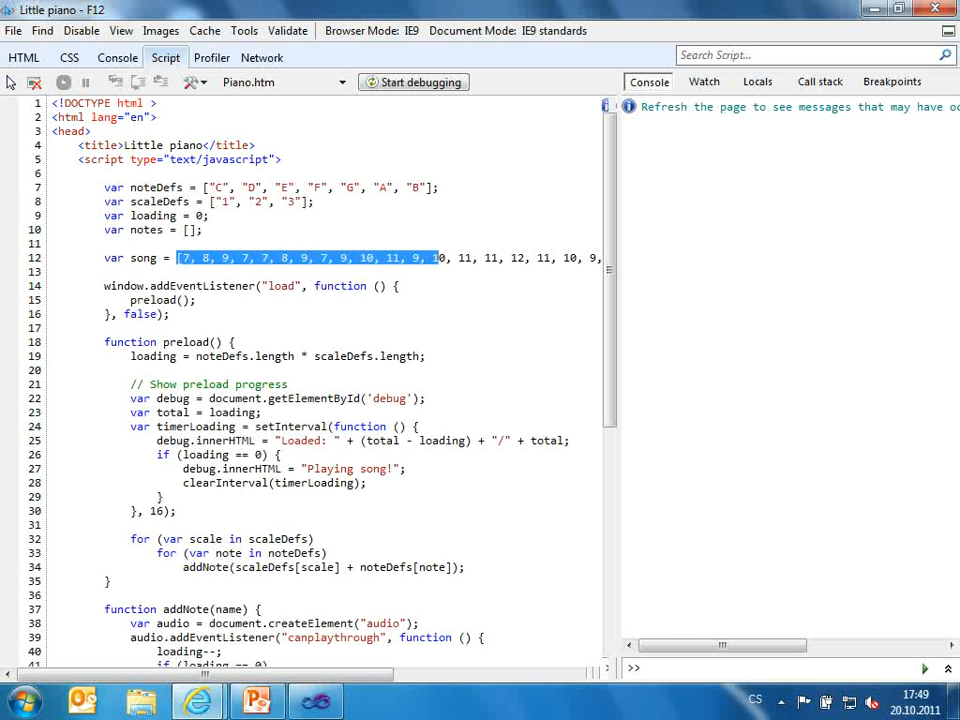 Little piano - F12
File Find Disable View Images Cache Tools Validate Browser Mode: IE9 Document Mode: IE9 standards
HTML CSS Console Script Profiler Network Search Script...
Piano.htm Start debugging Console Watch Locals Call stack Breakpoints
Refresh the page to see messages that may have oc
1 <!DOCTYPE html >
2 <html lang="en">
3 <head>
4 <title>Little piano</title>
5 <script type="text/javascript">
6
7 var noteDefs = ["C", "D", "E", "F", "G", "A", "B"];
8 var scaleDefs = ["1", "2", "3"];
9 var loading = 0;
10 var notes = [];
11
12 var song = [7, 8, 9, 7, 7, 8, 9, 7, 9, 10, 11, 9, 10, 11, 11, 12, 11, 10, 9,
13
14 window.addEventListener("load", function () {
15 preload();
16 }, false);
17
18 function preload() {
19 loading = noteDefs.length * scaleDefs.length;
20
21 // Show preload progress
22 var debug = document.getElementById('debug');
23 var total = loading;
24 var timerLoading = setInterval(function () {
25 debug.innerHTML = "Loaded: " + (total - loading) + "/" + total;
26 if (loading == 0) {
27 debug.innerHTML = "Playing song!";
28 clearInterval(timerLoading);
29 }
30 }, 16);
31
32 for (var scale in scaleDefs)
33 for (var note in noteDefs)
34 addNote(scaleDefs[scale] + noteDefs[note]);
35 }
36
37 function addNote(name) {
38 var audio = document.createElement("audio");
39 audio.addEventListener("canplaythrough", function () {
40 loading--;
41 if (loading == 0)
>>
CS 17:49
20.10.2011